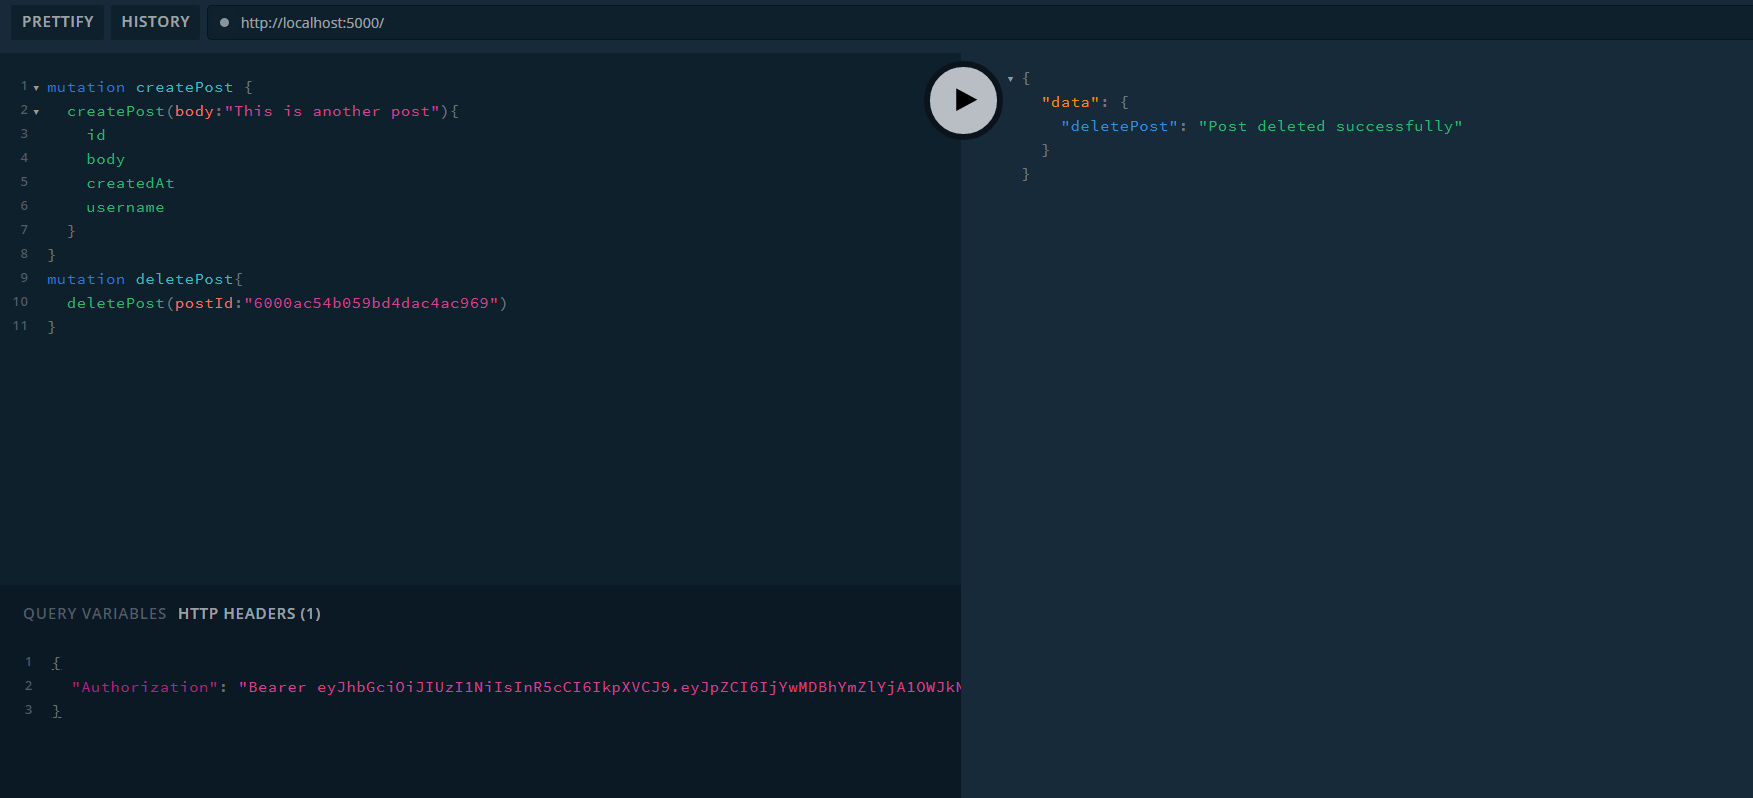 PRETTIFY HISTORY http://localhost:5000/
1 mutation createPost {
2 createPost(body:"This is another post"){
3 id
4 body
5 createdAt
6 username
7 }
8 }
9 mutation deletePost{
10 deletePost(postId:"6000ac54b059bd4dac4ac969")
11 }
{
"data": {
"deletePost": "Post deleted successfully"
}
}
QUERY VARIABLES HTTP HEADERS (1)
1 {
2 "Authorization": "Bearer eyJhbGciOiJIUzI1NiIsInR5cCI6IkpXVCJ9.eyJpZCI6IjYwMDBhYmZlYjA1OWJkN
3 }